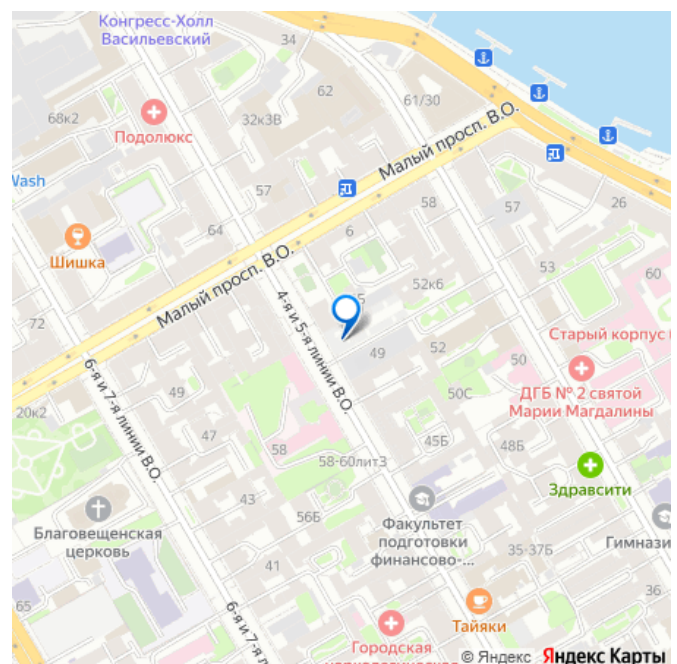 Конгресс-Холл
Васильевский
34
62
61/30
68к2
32к3В
Подолюкс
Малый просп. В.О.
Wash
57
58
57
26
64
6
Шишка
53
60
Малый просп. В.О.
52к6
Б
72
4-я и 5-я линии В.О.
Старый корпус
49
52
50
6-я и 7-я линии В.О.
49
50С
ДГБ № 2 святой
Марии Магдалины
20к2
47
58
45Б
48Б
58-60литЗ
Здравсити
43
56Б
Благовещенская
церковь
Факультет
подготовки
финансово-...
Гимнази
35-37Б
41
36
65
6-я и 7-я л
Тайяки
Городская
© Яндекс Яндекс Карты